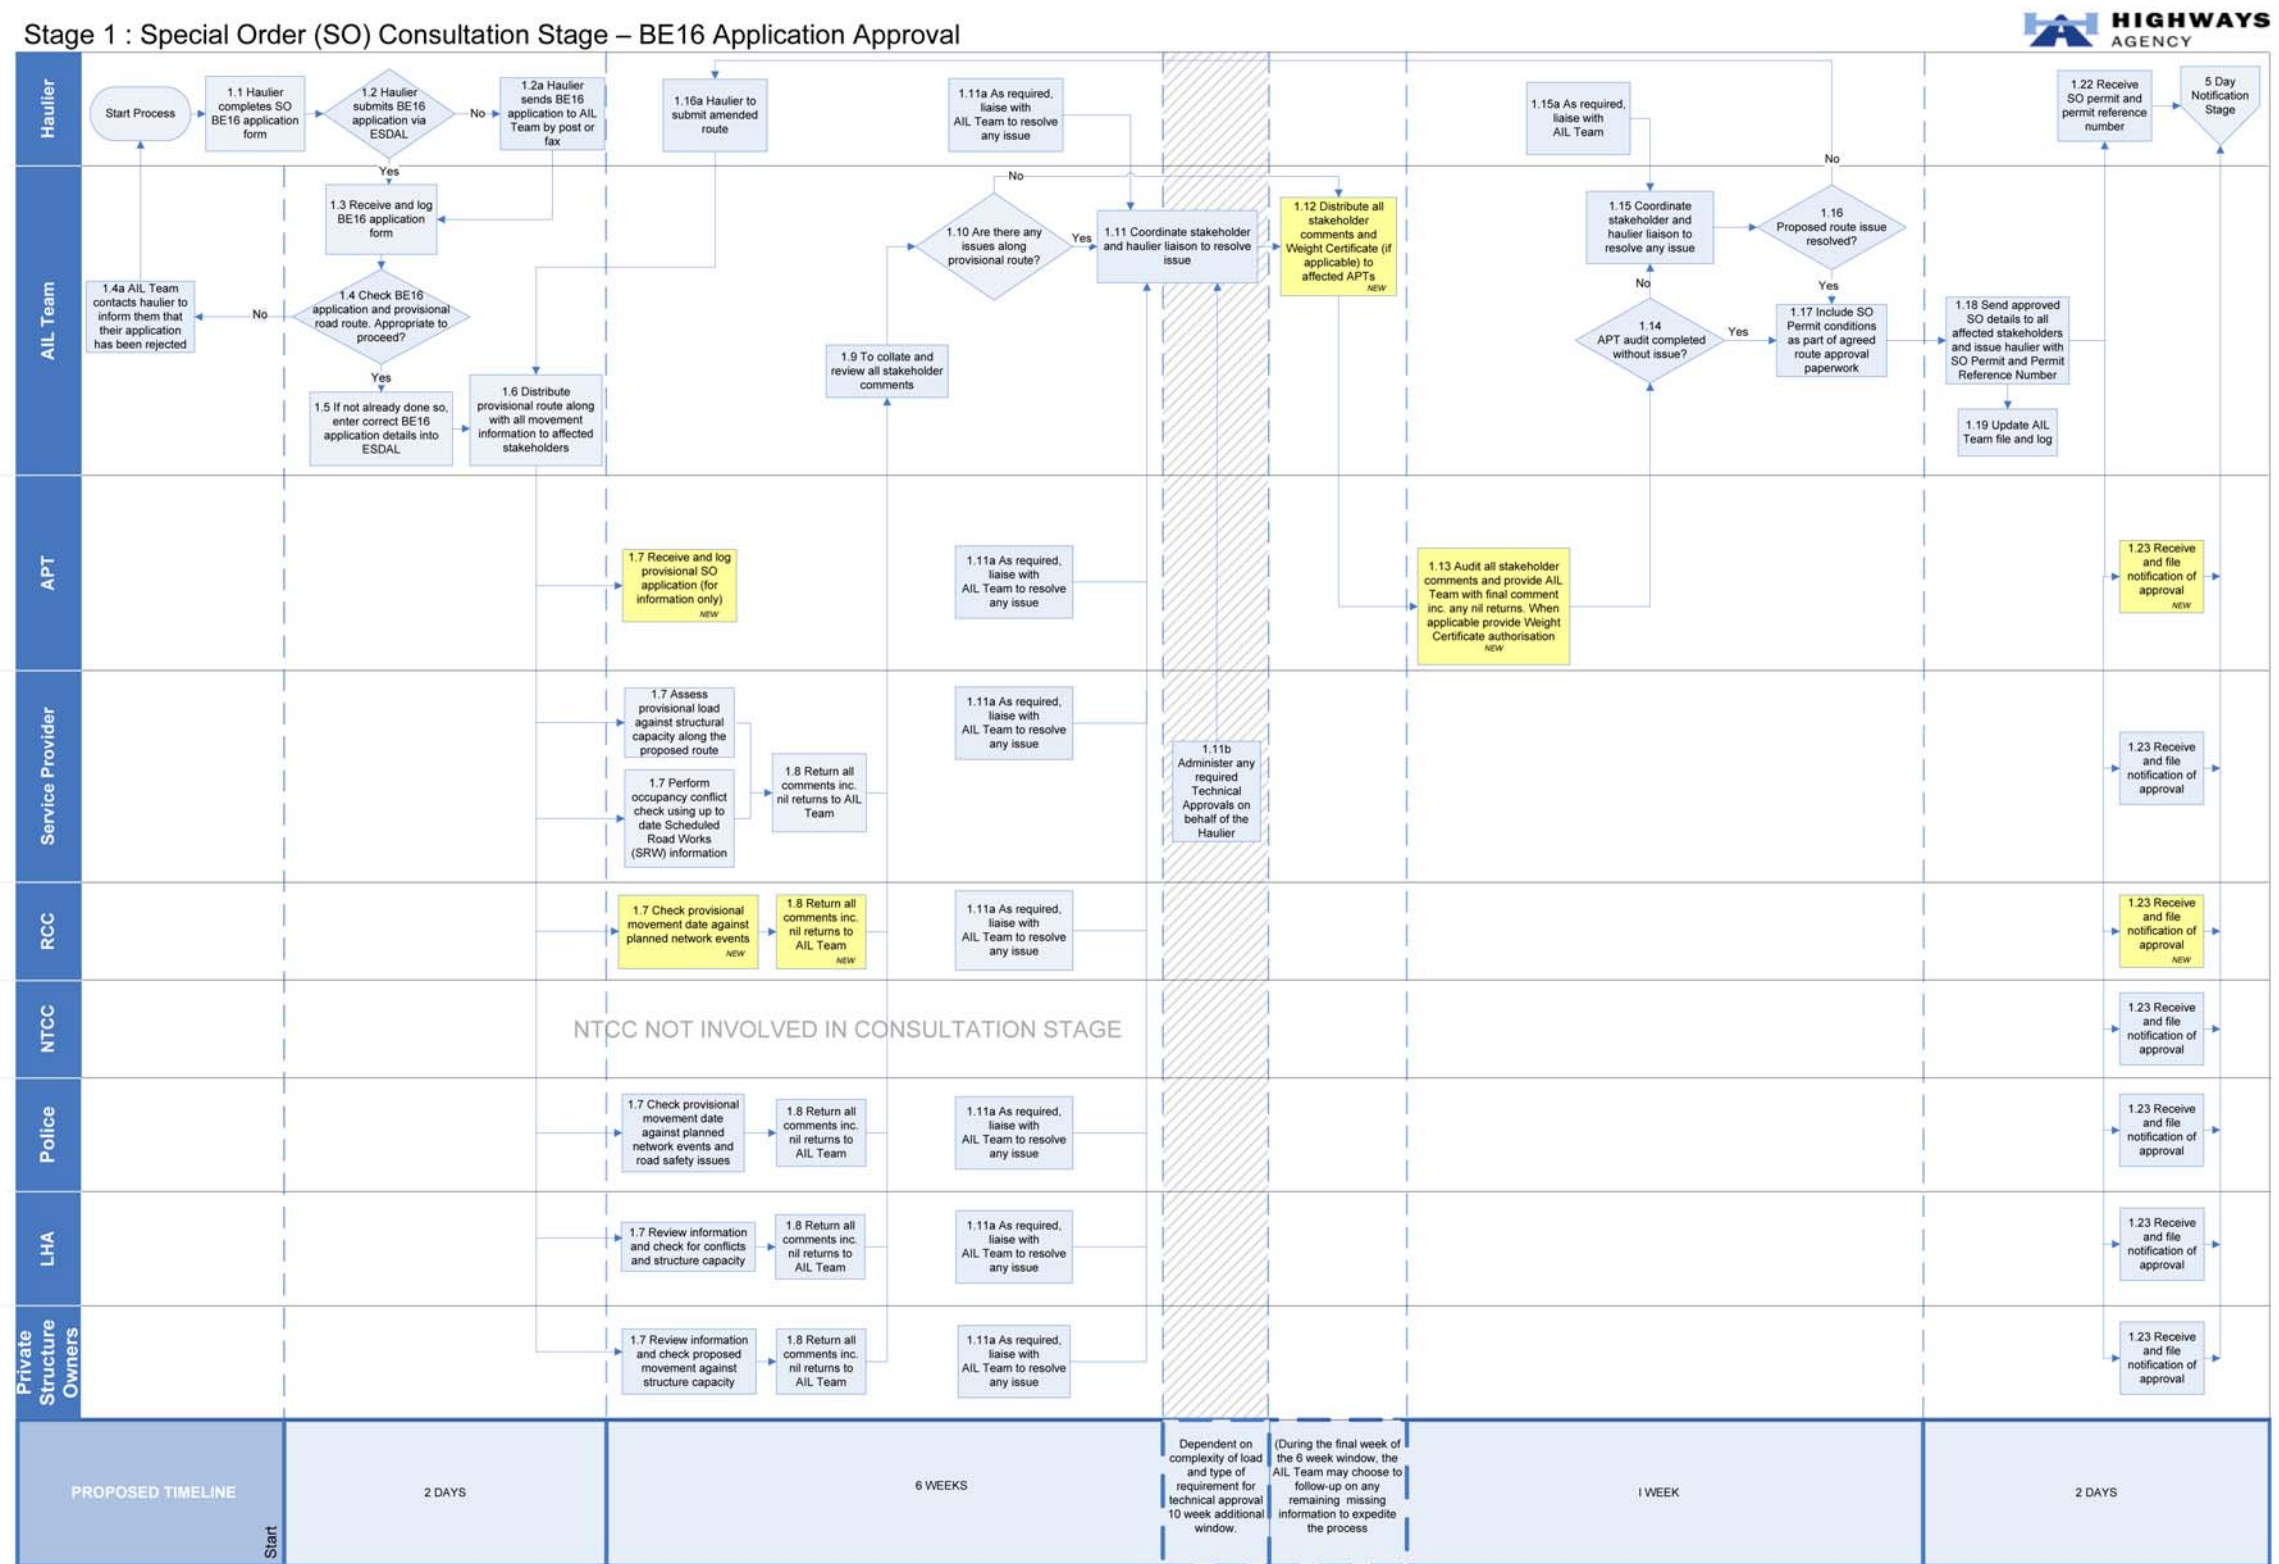 Stage 1 : Special Order (SO) Consultation Stage – BE16 Application Approval
HIGHWAYS
AGENCY
Haulier
Start Process
1.1 Haulier
completes SO
BE16 application
form
1.2 Haulier
submits BE16
application via
ESDAL
No
Yes
1.2a Haulier
sends BE16
application to AIL
Team by post or
fax
1.16a Haulier to
submit amended
route
1.11a As required,
liaise with
AIL Team to resolve
any issue
1.15a As required,
liaise with
AIL Team
No
1.22 Receive
SO permit and
permit reference
number
5 Day
Notification
Stage
AIL Team
1.3 Receive and log
BE16 application
form
1.4a AIL Team
contacts haulier to
inform them that
their application
has been rejected
No
1.4 Check BE16
application and provisional
road route. Appropriate to
proceed?
Yes
1.5 If not already done so,
enter correct BE16
application details into
ESDAL
1.6 Distribute
provisional route along
with all movement
information to affected
stakeholders
1.9 To collate and
review all stakeholder
comments
1.10 Are there any
issues along
provisional route?
No
Yes
1.11 Coordinate stakeholder
and haulier liaison to resolve
issue
1.12 Distribute all
stakeholder
comments and
Weight Certificate (if
applicable) to
affected APTs
NEW
1.15 Coordinate
stakeholder and
haulier liaison to
resolve any issue
1.16
Proposed route issue
resolved?
No
Yes
1.14
APT audit completed
without issue?
Yes
1.17 Include SO
Permit conditions
as part of agreed
route approval
paperwork
1.18 Send approved
SO details to all
affected stakeholders
and issue haulier with
SO Permit and Permit
Reference Number
1.19 Update AIL
Team file and log
APT
1.7 Receive and log
provisional SO
application (for
information only)
NEW
1.11a As required,
liaise with
AIL Team to resolve
any issue
1.13 Audit all stakeholder
comments and provide AIL
Team with final comment
inc. any nil returns. When
applicable provide Weight
Certificate authorisation
NEW
1.23 Receive
and file
notification of
approval
NEW
Service Provider
1.7 Assess
provisional load
against structural
capacity along the
proposed route
1.7 Perform
occupancy conflict
check using up to
date Scheduled
Road Works
(SRW) information
1.8 Return all
comments inc.
nil returns to AIL
Team
1.11a As required,
liaise with
AIL Team to resolve
any issue
1.11b
Administer any
required
Technical
Approvals on
behalf of the
Haulier
1.23 Receive
and file
notification of
approval
RCC
1.7 Check provisional
movement date against
planned network events
NEW
1.8 Return all
comments inc.
nil returns to
AIL Team
NEW
1.11a As required,
liaise with
AIL Team to resolve
any issue
1.23 Receive
and file
notification of
approval
NEW
NTCC
NTCC NOT INVOLVED IN CONSULTATION STAGE
1.23 Receive
and file
notification of
approval
Police
1.7 Check provisional
movement date
against planned
network events and
road safety issues
1.8 Return all
comments inc.
nil returns to
AIL Team
1.11a As required,
liaise with
AIL Team to resolve
any issue
1.23 Receive
and file
notification of
approval
LHA
1.7 Review information
and check for conflicts
and structure capacity
1.8 Return all
comments inc.
nil returns to
AIL Team
1.11a As required,
liaise with
AIL Team to resolve
any issue
1.23 Receive
and file
notification of
approval
Private
Structure
Owners
1.7 Review information
and check proposed
movement against
structure capacity
1.8 Return all
comments inc.
nil returns to
AIL Team
1.11a As required,
liaise with
AIL Team to resolve
any issue
1.23 Receive
and file
notification of
approval
PROPOSED TIMELINE
Start
2 DAYS
6 WEEKS
Dependent on
complexity of load
and type of
requirement for
technical approval
10 week additional
window.
(During the final week of
the 6 week window, the
AIL Team may choose to
follow-up on any
remaining missing
information to expedite
the process
I WEEK
2 DAYS